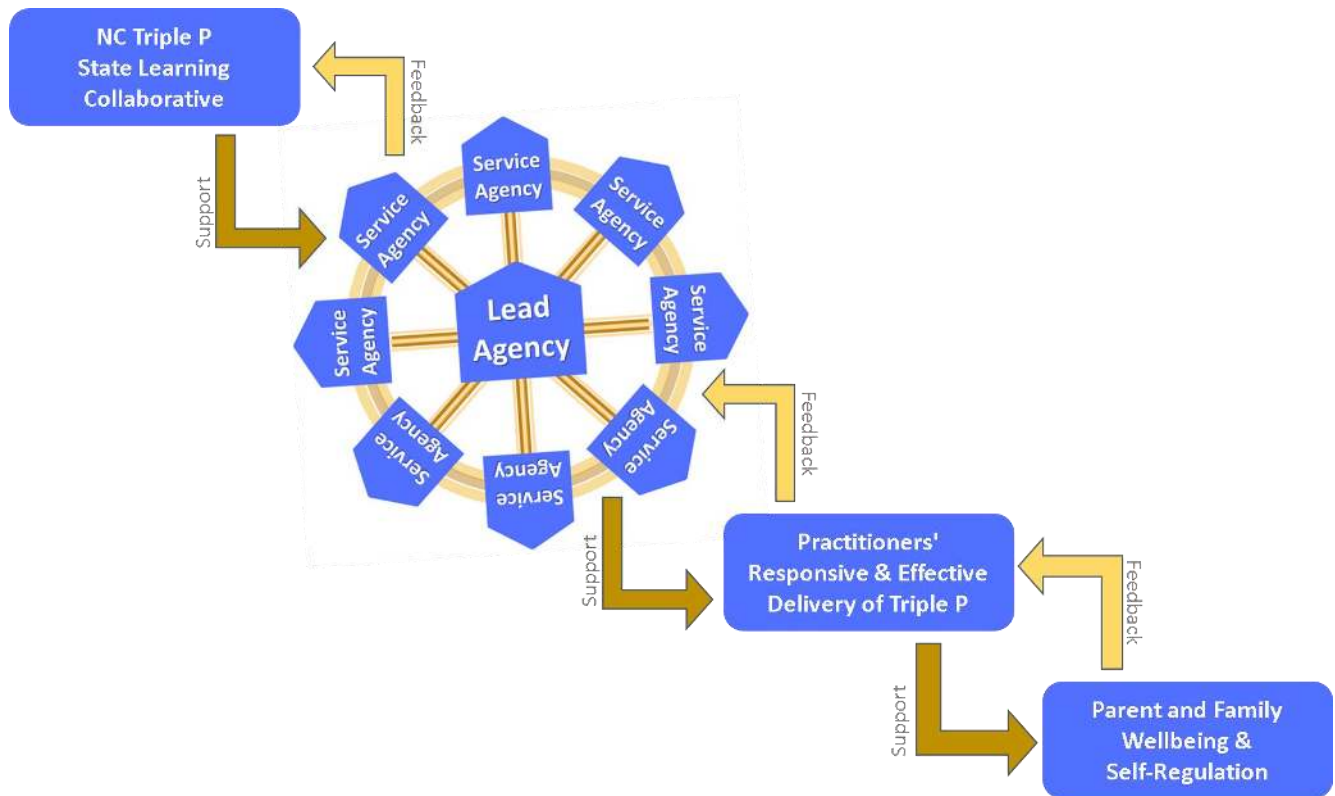 NC Triple P
State Learning
Collaborative
Feedback
Support
Service
Agency
Service
Agency
Service
Agency
Service
Agency
Lead
Agency
Service
Agency
Service
Agency
Service
Agency
Service
Agency
Feedback
Support
Practitioners'
Responsive & Effective
Delivery of Triple P
Feedback
Support
Parent and Family
Wellbeing &
Self-Regulation